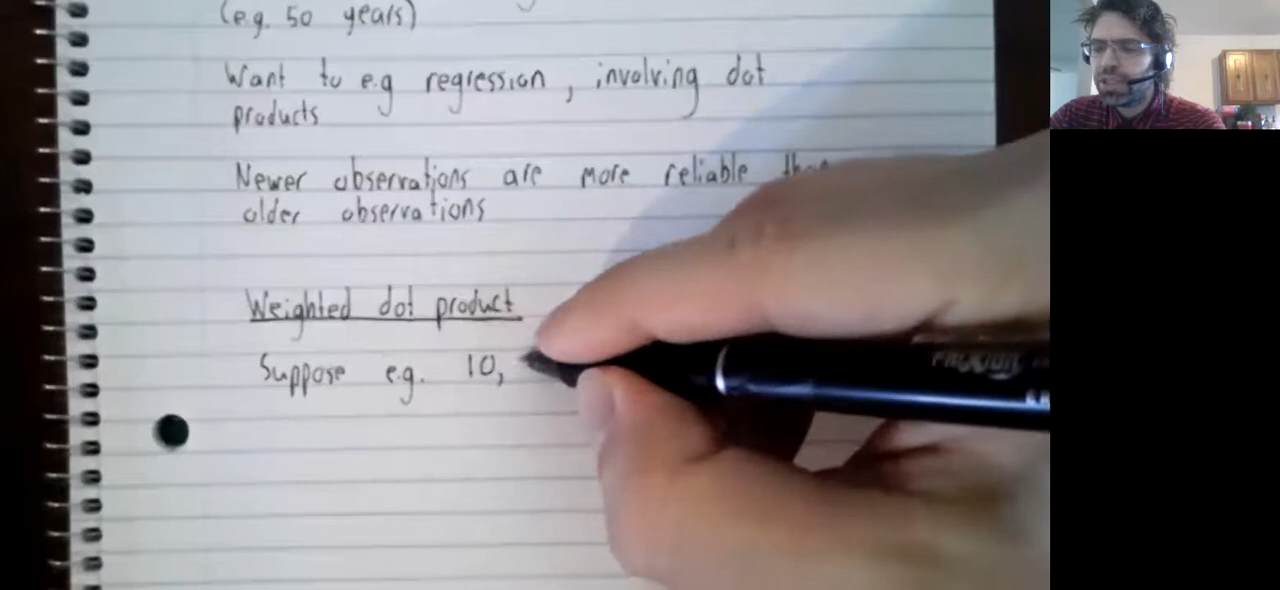 (e.g. 50 years)
Want to e.g regression, involving dot
products
Newer observations are more reliable
older observations
Weighted dot product
Suppose e.g. 10,